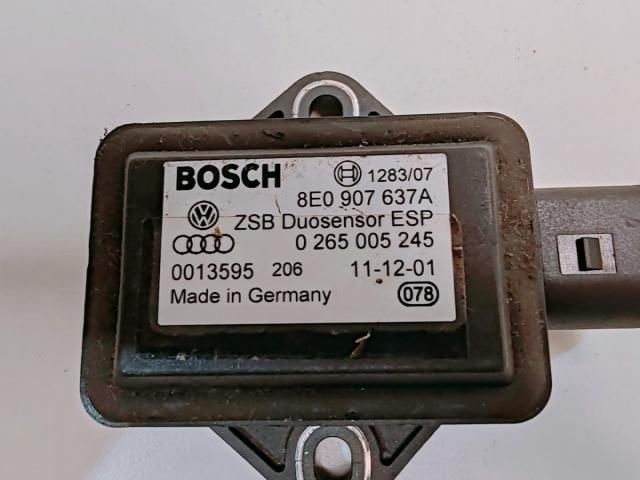 BOSCH 1283/07
8E0 907 637A
ZSB Duosensor ESP
0 265 005 245
0013595 206 11-12-01
Made in Germany 078